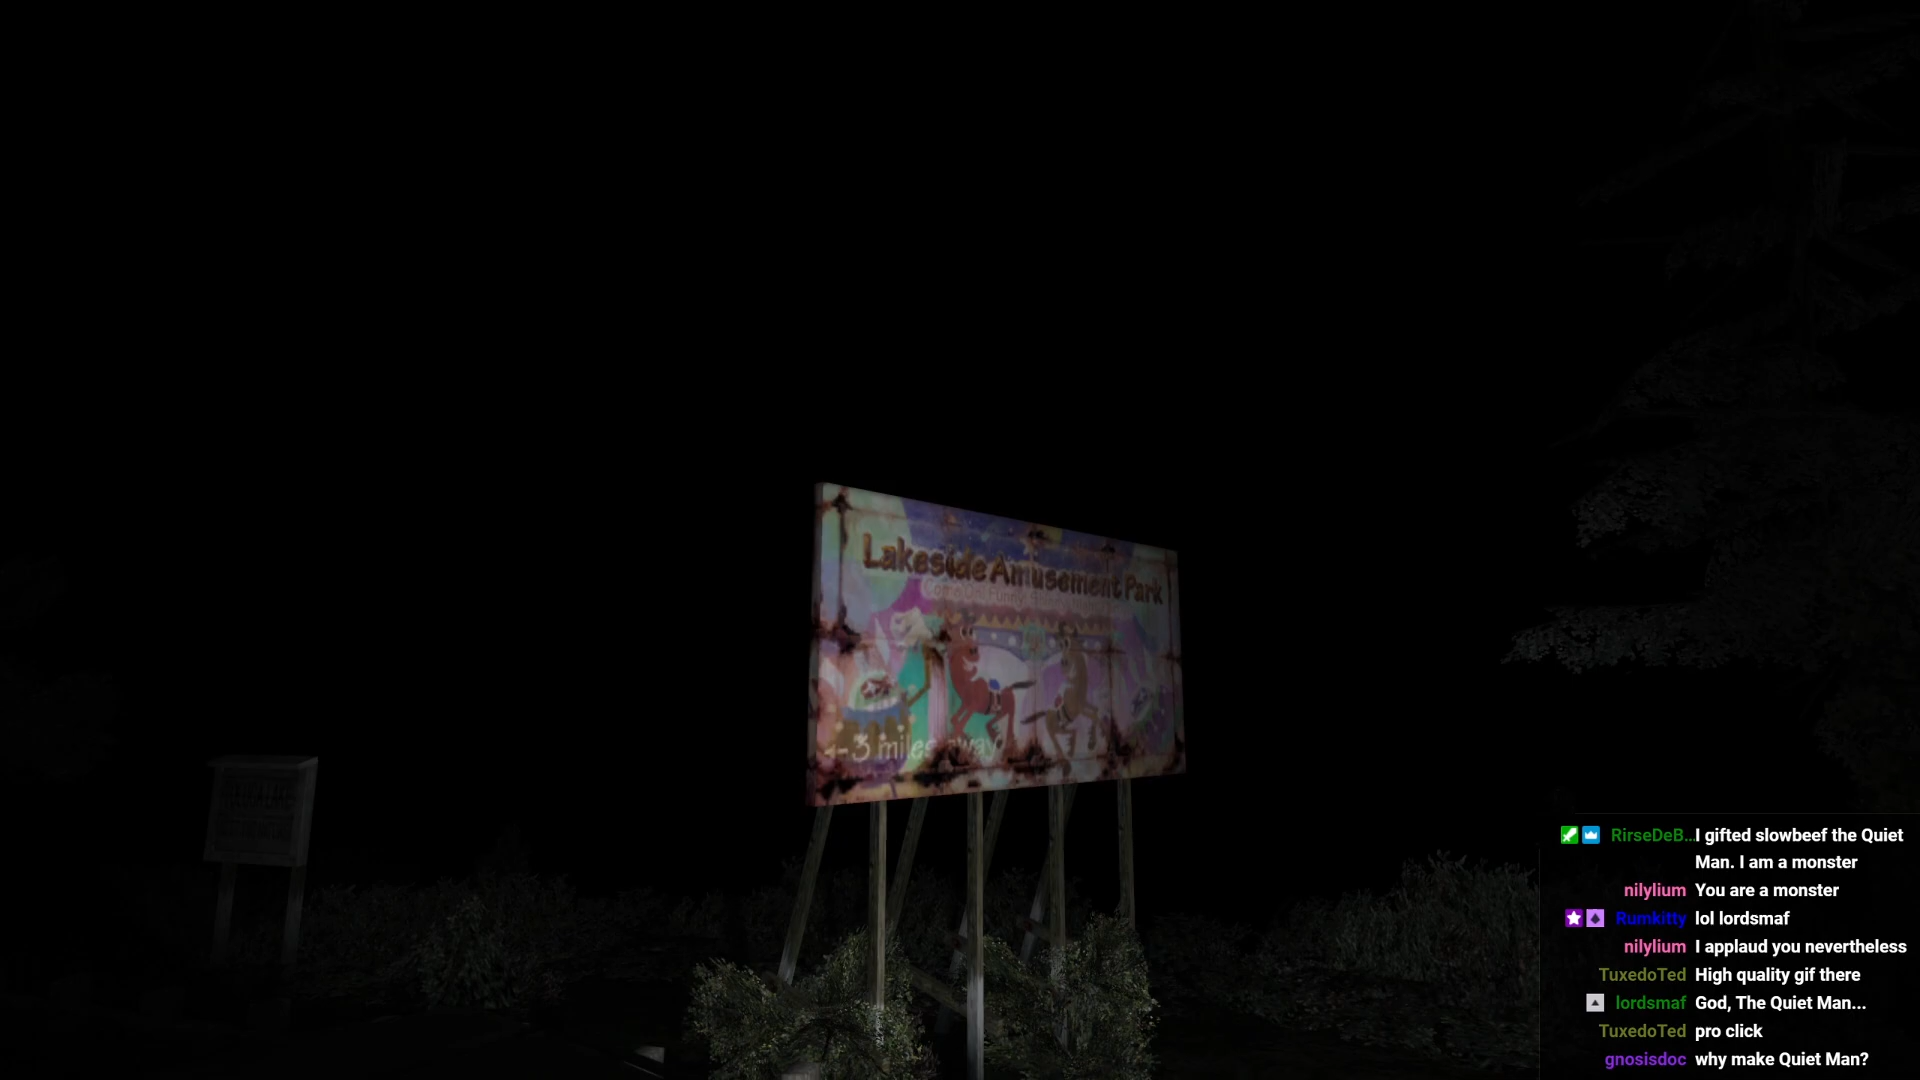 Lakeside Amusement Park
<- 3 miles away
RirseDeB... I gifted slowbeef the Quiet
Man. I am a monster
nilylium You are a monster
Rumkitty lol lordsmaf
nilylium I applaud you nevertheless
TuxedoTed High quality gif there
lordsmaf God, The Quiet Man...
TuxedoTed pro click
gnosisdoc why make Quiet Man?